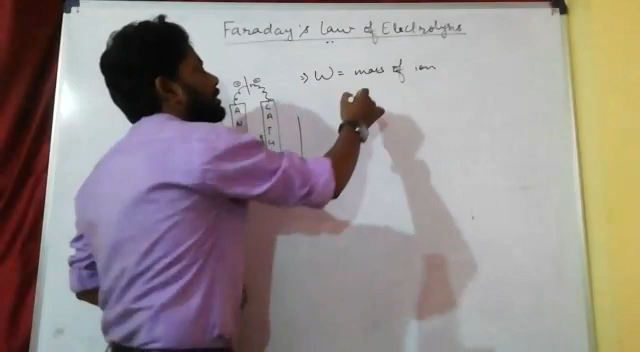 Faraday's Law of Electrolysis
⊕ ⊖
⇒ W = mass of ion
A N
C A T H